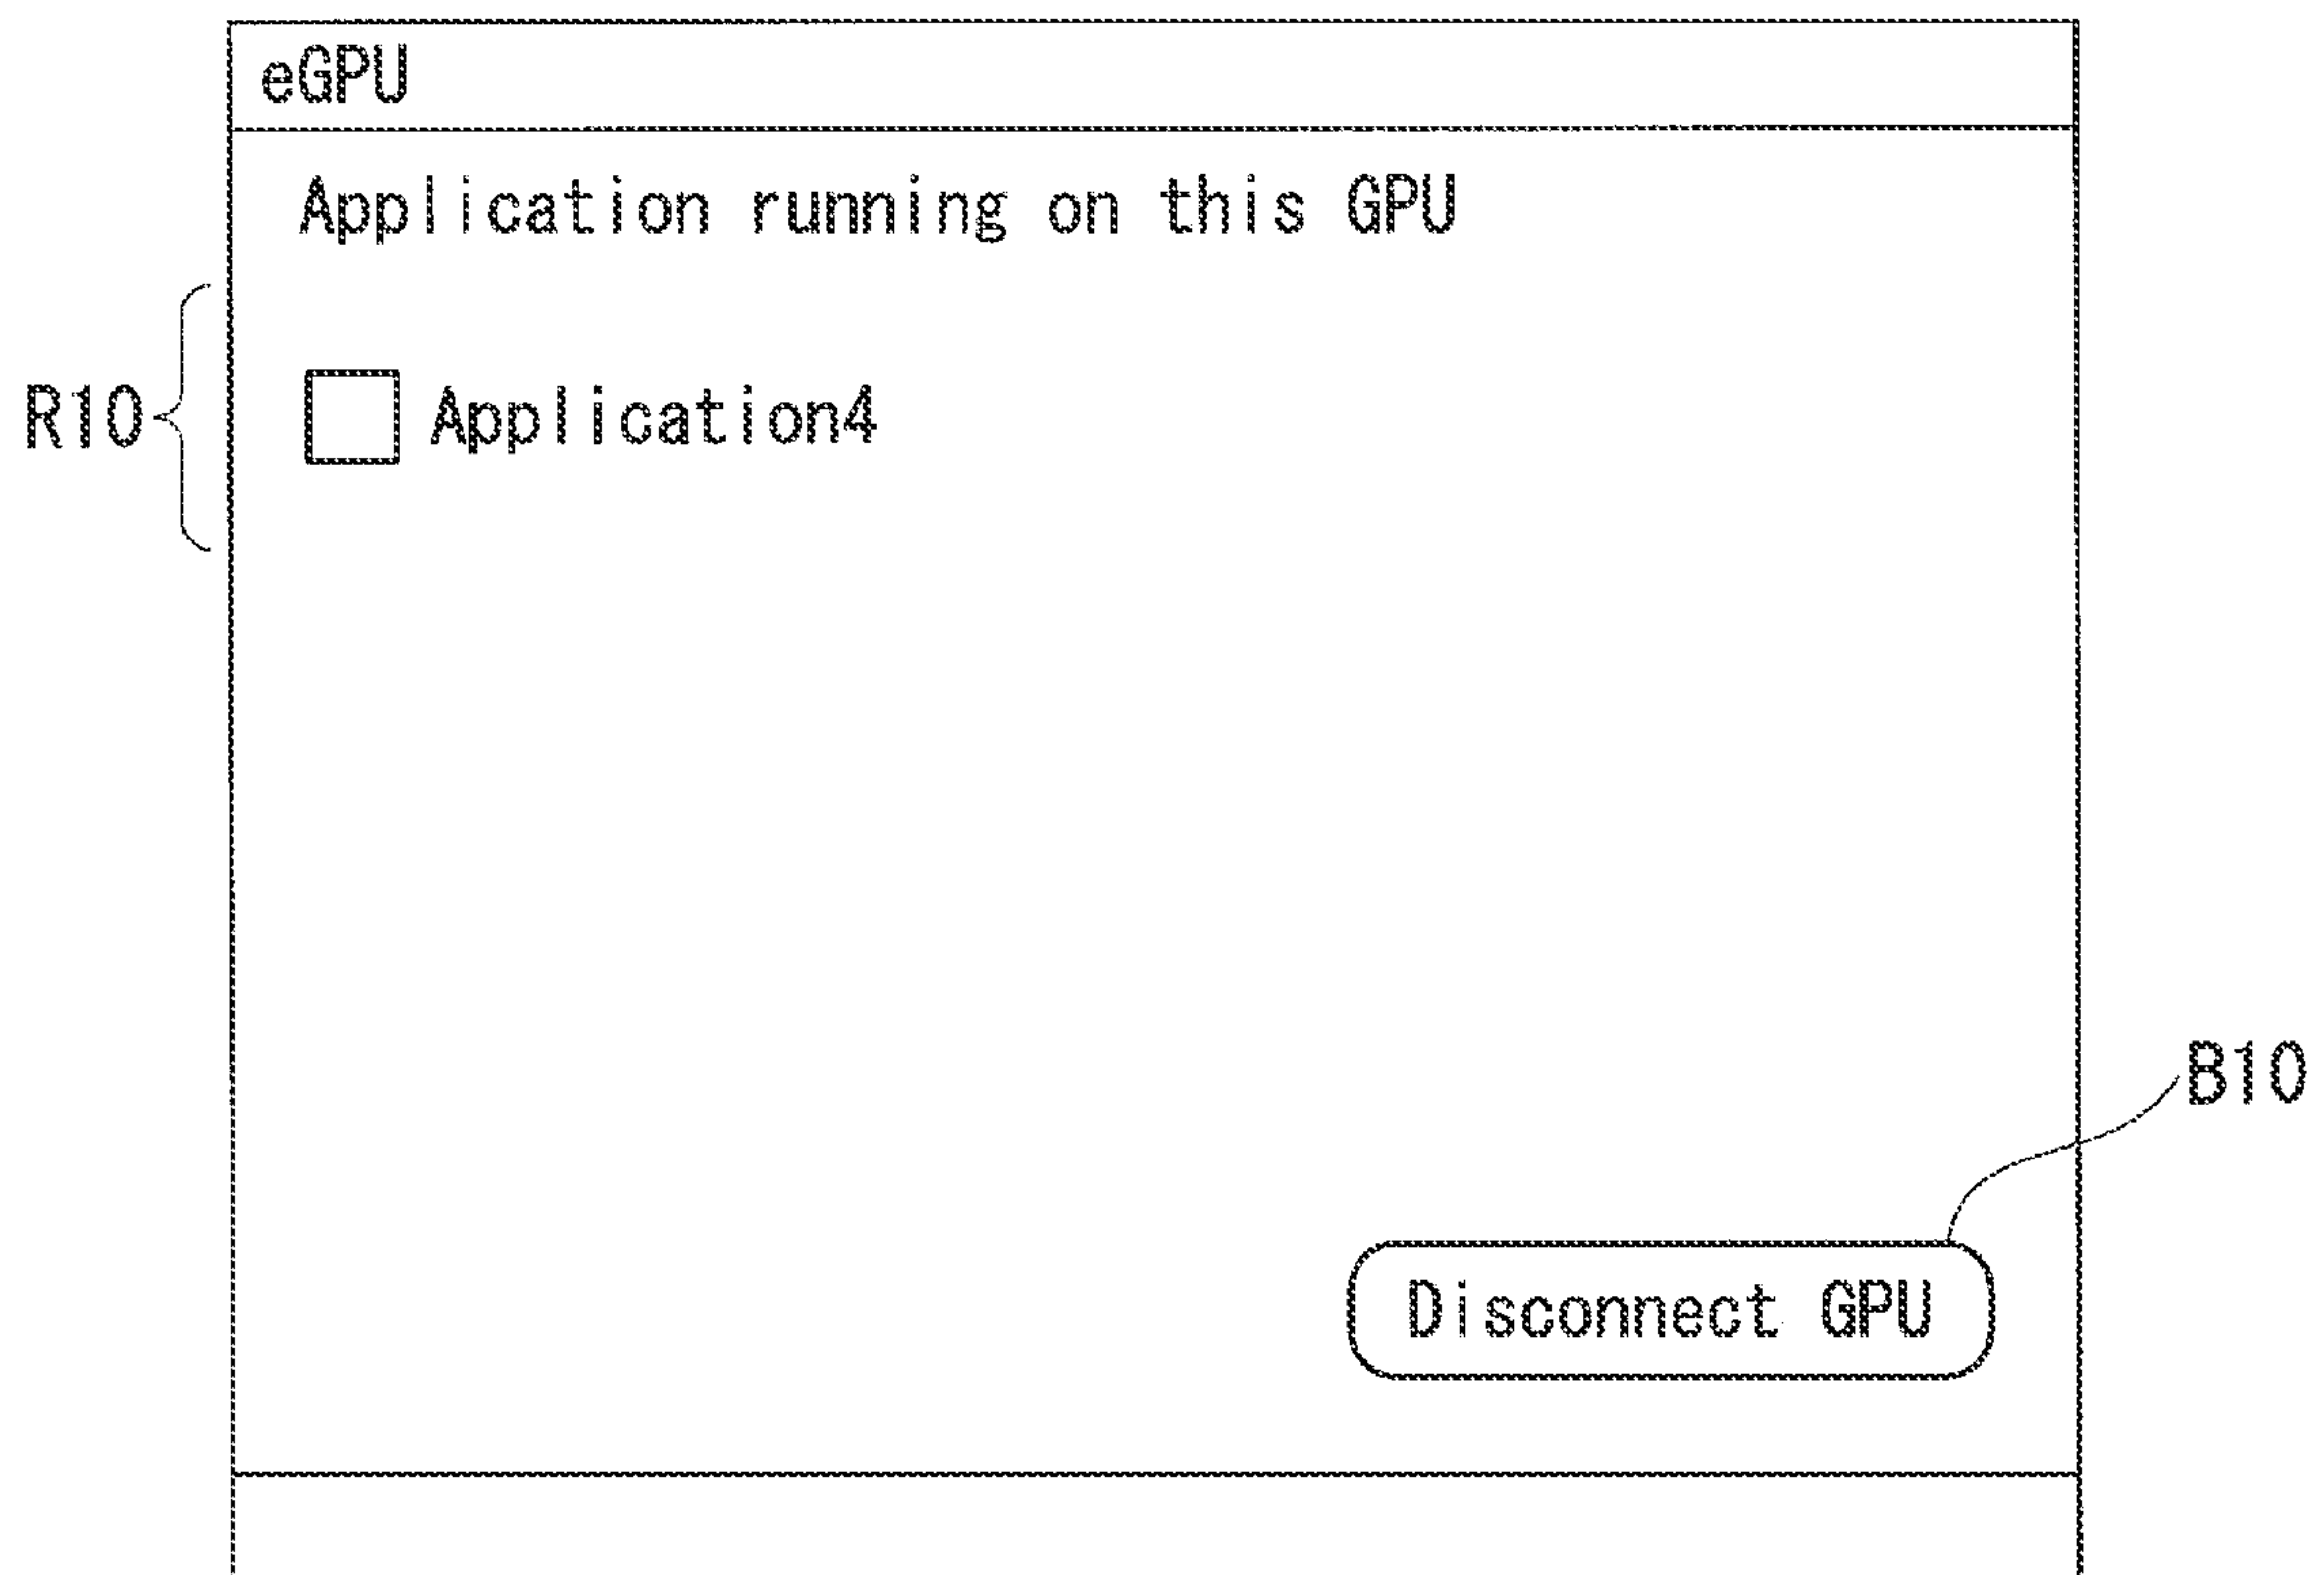 eGPU
Application running on this GPU
R10
Application4
B10
Disconnect GPU